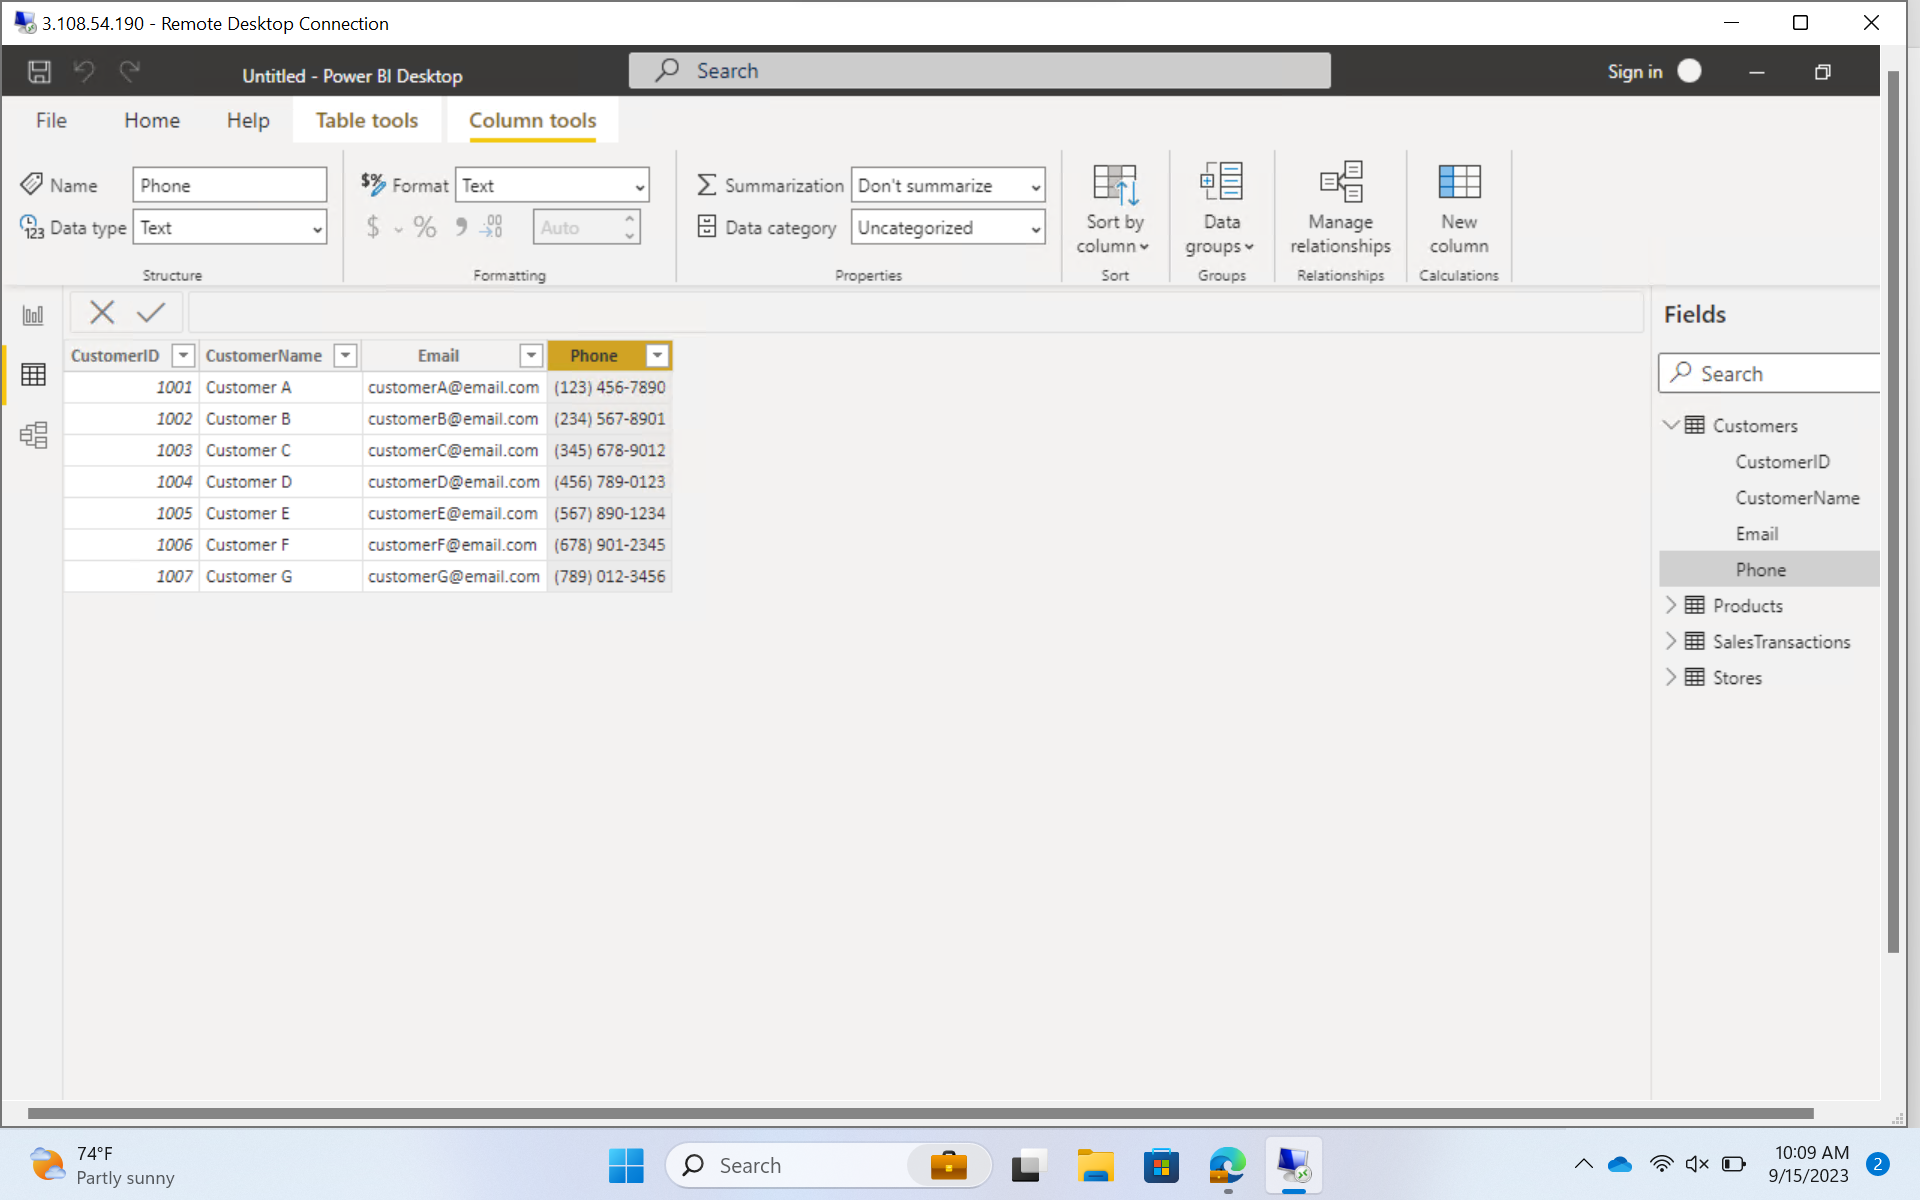 3.108.54.190 - Remote Desktop Connection
Untitled - Power BI Desktop
Search
Sign in
File Home Help Table tools Column tools
Name Phone
Data type Text
Structure
$% Format Text
$ % 9 .00 →0 Auto
Formatting
Summarization Don't summarize
Data category Uncategorized
Properties
Sort by
column
Sort
Data
groups
Groups
Manage
relationships
Relationships
New
column
Calculations
CustomerID CustomerName Email Phone
1001 Customer A customerA@email.com (123) 456-7890
1002 Customer B customerB@email.com (234) 567-8901
1003 Customer C customerC@email.com (345) 678-9012
1004 Customer D customerD@email.com (456) 789-0123
1005 Customer E customerE@email.com (567) 890-1234
1006 Customer F customerF@email.com (678) 901-2345
1007 Customer G customerG@email.com (789) 012-3456
Fields
Search
Customers
CustomerID
CustomerName
Email
Phone
Products
SalesTransactions
Stores
74°F
Partly sunny
Search
10:09 AM
9/15/2023
2